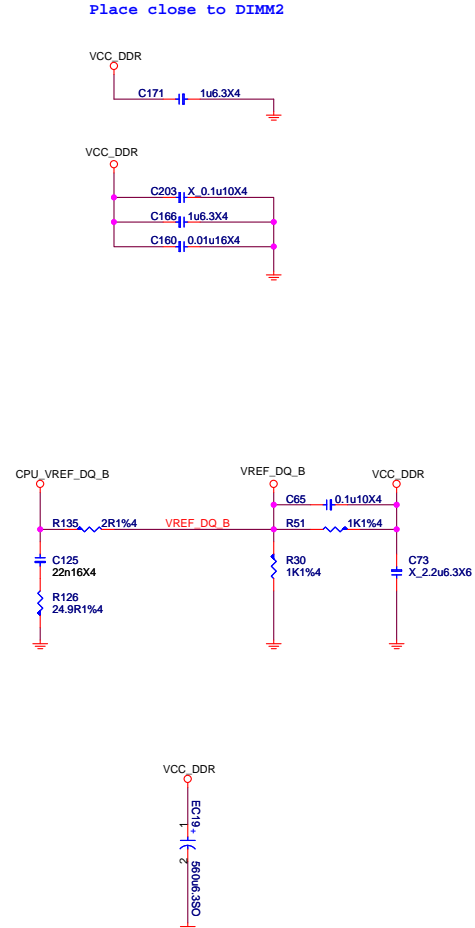 Place close to DIMM2
VCC_DDR
C171 1u6.3X4
VCC_DDR
C203 X_0.1u10X4
C166 1u6.3X4
C160 0.01u16X4
CPU_VREF_DQ_B
VREF_DQ_B
VCC_DDR
C65 0.1u10X4
R135 2R1%4 VREF_DQ_B R51 1K1%4
C125
22n16X4
R30
1K1%4
C73
X_2.2u6.3X6
R126
24.9R1%4
VCC_DDR
EC19
+
1
2
560u6.3SO